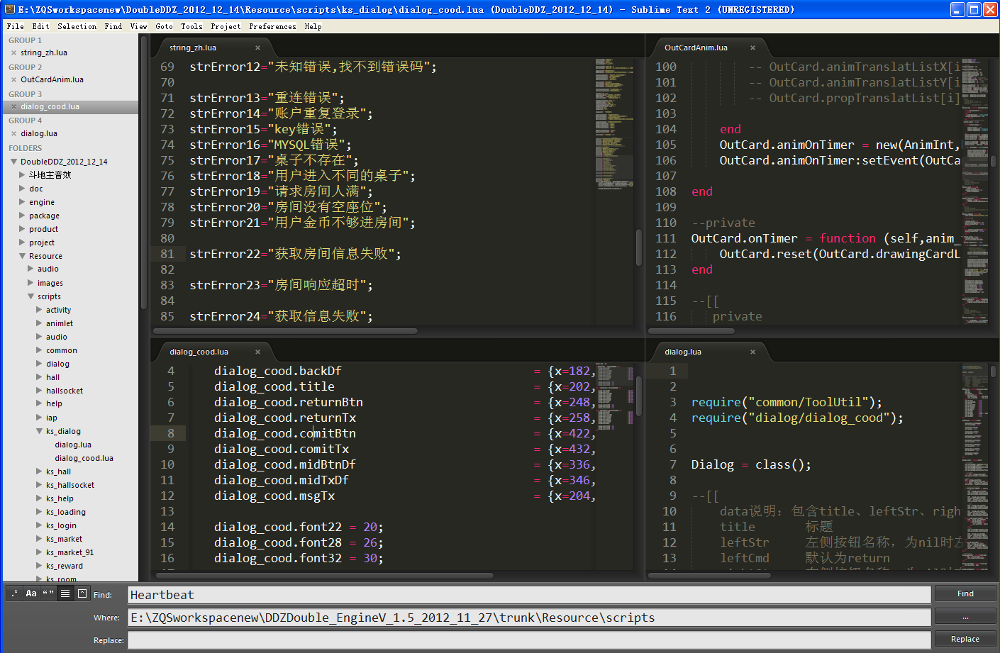 E:\ZQSworkspacenew\DoubleDDZ_2012_12_14\Resource\scripts\ks_dialog\dialog_cood.lua (DoubleDDZ_2012_12_14) - Sublime Text 2 (UNREGISTERED)
File Edit Selection Find View Goto Tools Project Preferences Help
GROUP 1
string_zh.lua
GROUP 2
OutCardAnim.lua
GROUP 3
dialog_cood.lua
GROUP 4
dialog.lua
FOLDERS
DoubleDDZ_2012_12_14
斗地主音效
doc
engine
package
product
project
Resource
audio
images
scripts
activity
animlet
audio
common
dialog
hall
hallsocket
help
iap
ks_dialog
dialog.lua
dialog_cood.lua
ks_hall
ks_hallsocket
ks_help
ks_loading
ks_login
ks_market
ks_market_91
ks_reward
ks_room
string_zh.lua
69 strError12="未知错误,找不到错误码";
70
71 strError13="重连错误";
72 strError14="账户重复登录";
73 strError15="key错误";
74 strError16="MYSQL错误";
75 strError17="桌子不存在";
76 strError18="用户进入不同的桌子";
77 strError19="请求房间人满";
78 strError20="房间没有空座位";
79 strError21="用户金币不够进房间";
80
81 strError22="获取房间信息失败";
82
83 strError23="房间响应超时";
84
85 strError24="获取信息失败";
OutCardAnim.lua
100 -- OutCard.animTranslatListX[i
101 -- OutCard.animTranslatListY[i
102 -- OutCard.propTranslatList[i]
103
104 end
105 OutCard.animOnTimer = new(AnimInt,
106 OutCard.animOnTimer:setEvent(OutCa
107
108 end
109
110 --private
111 OutCard.onTimer = function (self,anim_
112 OutCard.reset(OutCard.drawingCardL
113 end
114
115 --[[
116 private
dialog_cood.lua
4 dialog_cood.backDf = {x=182,
5 dialog_cood.title = {x=202,
6 dialog_cood.returnBtn = {x=248,
7 dialog_cood.returnTx = {x=258,
8 dialog_cood.comitBtn = {x=422,
9 dialog_cood.comitTx = {x=432,
10 dialog_cood.midBtnDf = {x=336,
11 dialog_cood.midTxDf = {x=346,
12 dialog_cood.msgTx = {x=204,
13
14 dialog_cood.font22 = 20;
15 dialog_cood.font28 = 26;
16 dialog_cood.font32 = 30;
dialog.lua
1
2
3 require("common/ToolUtil");
4 require("dialog/dialog_cood");
5
6
7 Dialog = class();
8
9 --[[
10 data说明: 包含title、leftStr、righ
11 title 标题
12 leftStr 左侧按钮名称，为nil时左
13 leftCmd 默认为return
.* Aa “”
Find: Heartbeat
Find
Where: E:\ZQSworkspacenew\DDZDouble_EngineV_1.5_2012_11_27\trunk\Resource\scripts
...
Replace:
Replace